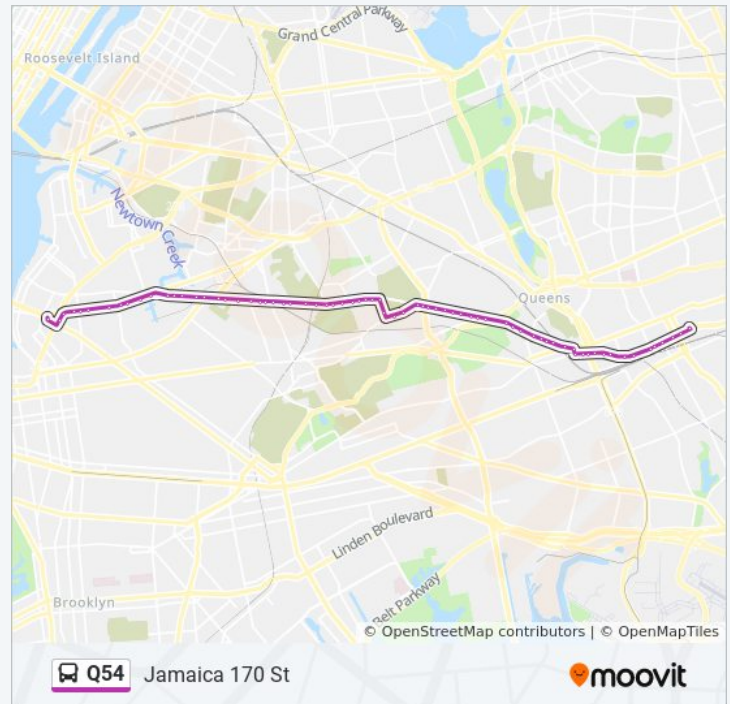 Grand Central Parkway
Roosevelt Island
Newtown Creek
Queens
Linden Boulevard
Belt Parkway
Brooklyn
© OpenStreetMap contributors | © OpenMapTiles
Q54 Jamaica 170 St
moovit